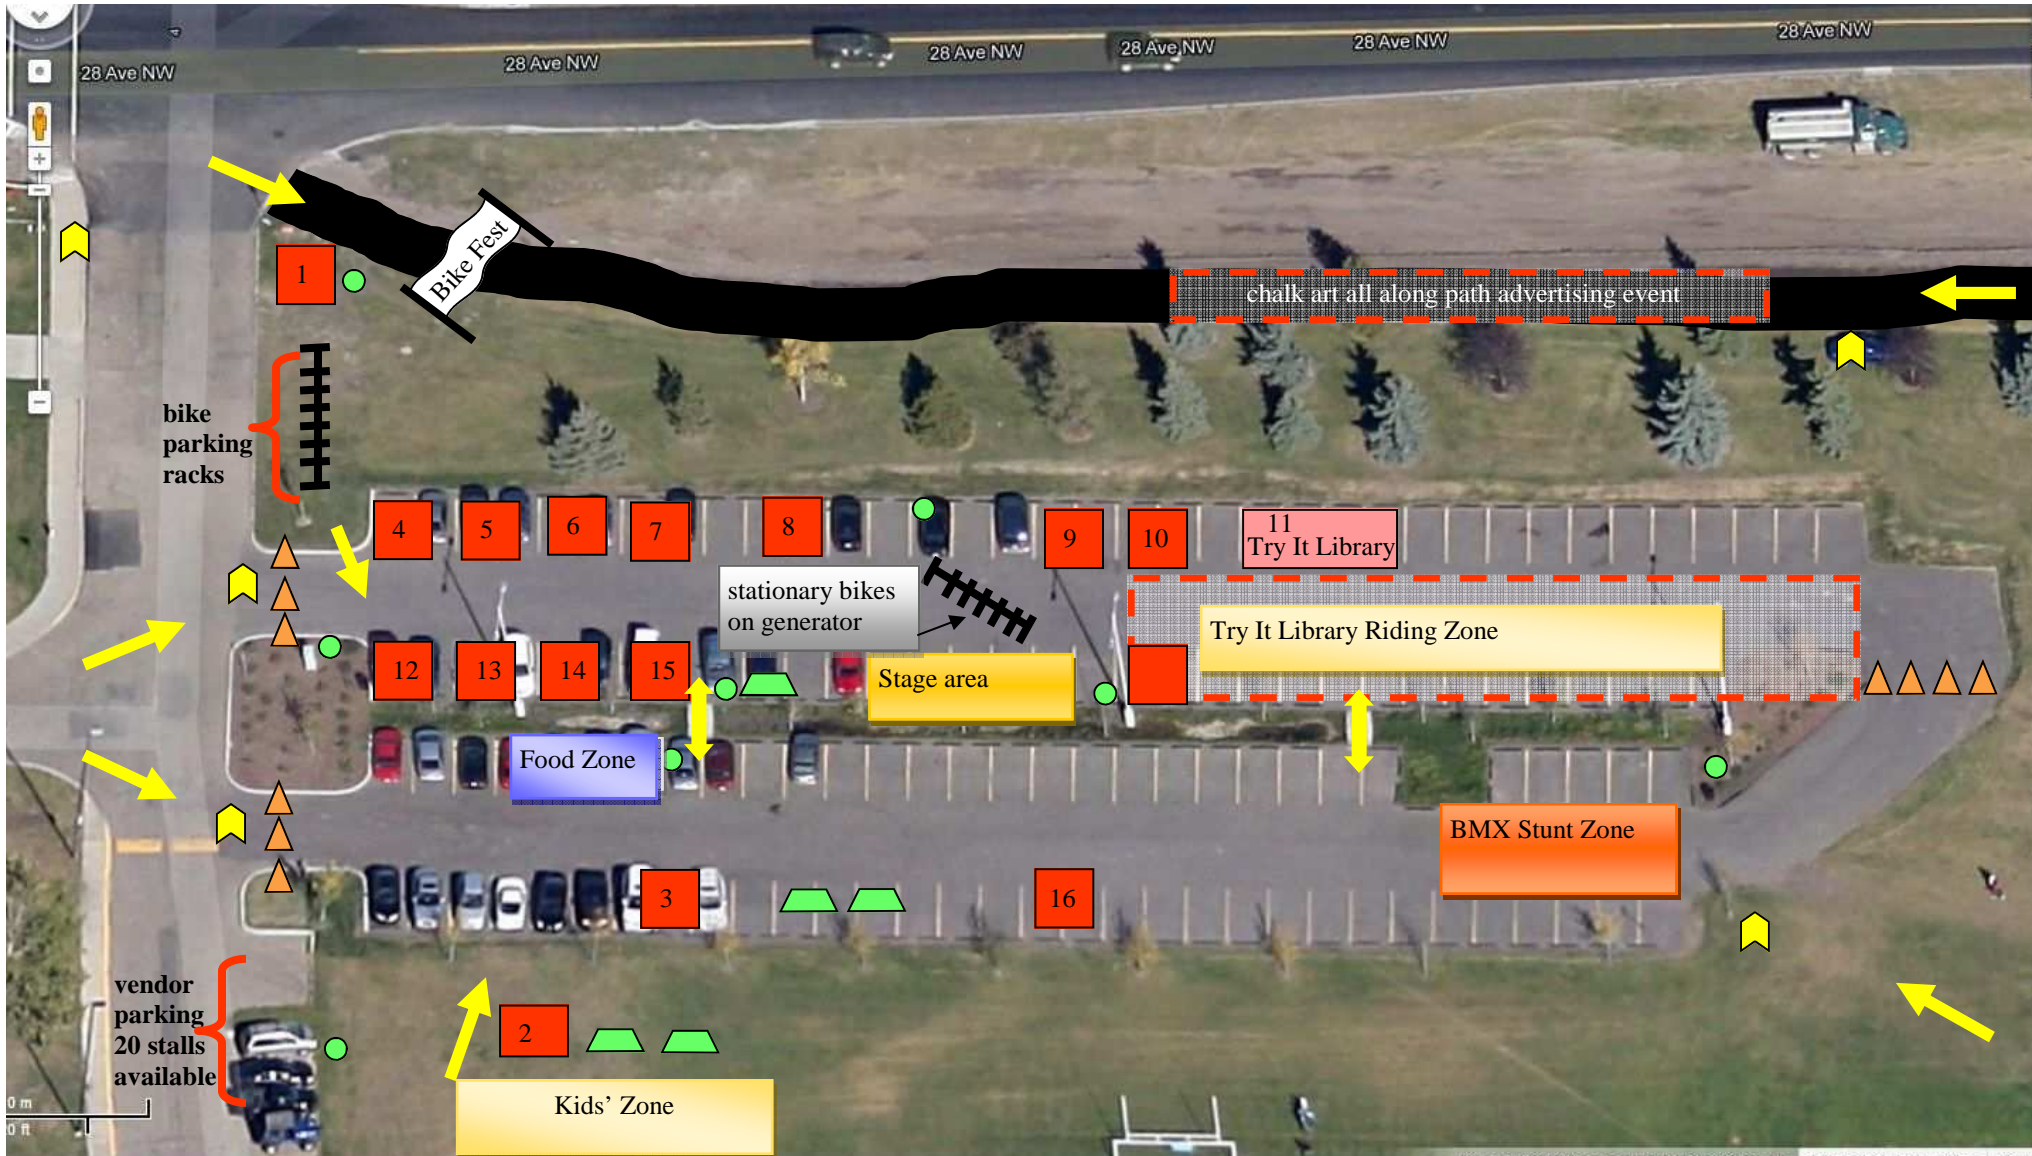 28 Ave NW
28 Ave NW
28 Ave NW
28 Ave NW
28 Ave NW
28 Ave NW
Bike Fest
1
chalk art all along path advertising event
bike
parking
racks
4
5
6
7
8
9
10
11
Try It Library
stationary bikes
on generator
Try It Library Riding Zone
12
13
14
15
Stage area
Food Zone
BMX Stunt Zone
3
16
vendor
parking
20 stalls
available
2
Kids’ Zone